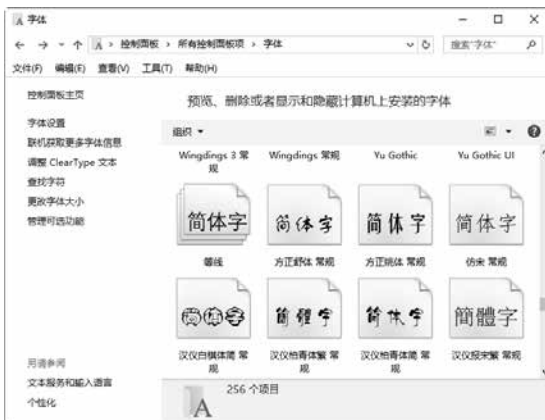 字体
控制面板 > 所有控制面板项 > 字体
搜索"字体"
文件(F) 编辑(E) 查看(V) 工具(T) 帮助(H)
控制面板主页
字体设置
联机获取更多字体信息
调整 ClearType 文本
查找字符
更改字体大小
管理可选功能
另请参阅
文本服务和输入语言
个性化
预览、删除或者显示和隐藏计算机上安装的字体
组织
Wingdings 3 常规
Wingdings 常规
Yu Gothic
Yu Gothic UI
简体字
简体字
简体字
简体字
等线
方正舒体 常规
方正姚体 常规
仿宋 常规
简体字
簡體字
简体字
簡體字
汉仪白棋体简 常规
汉仪柏青体繁 常规
汉仪柏青体简 常规
汉仪报宋繁 常规
256 个项目